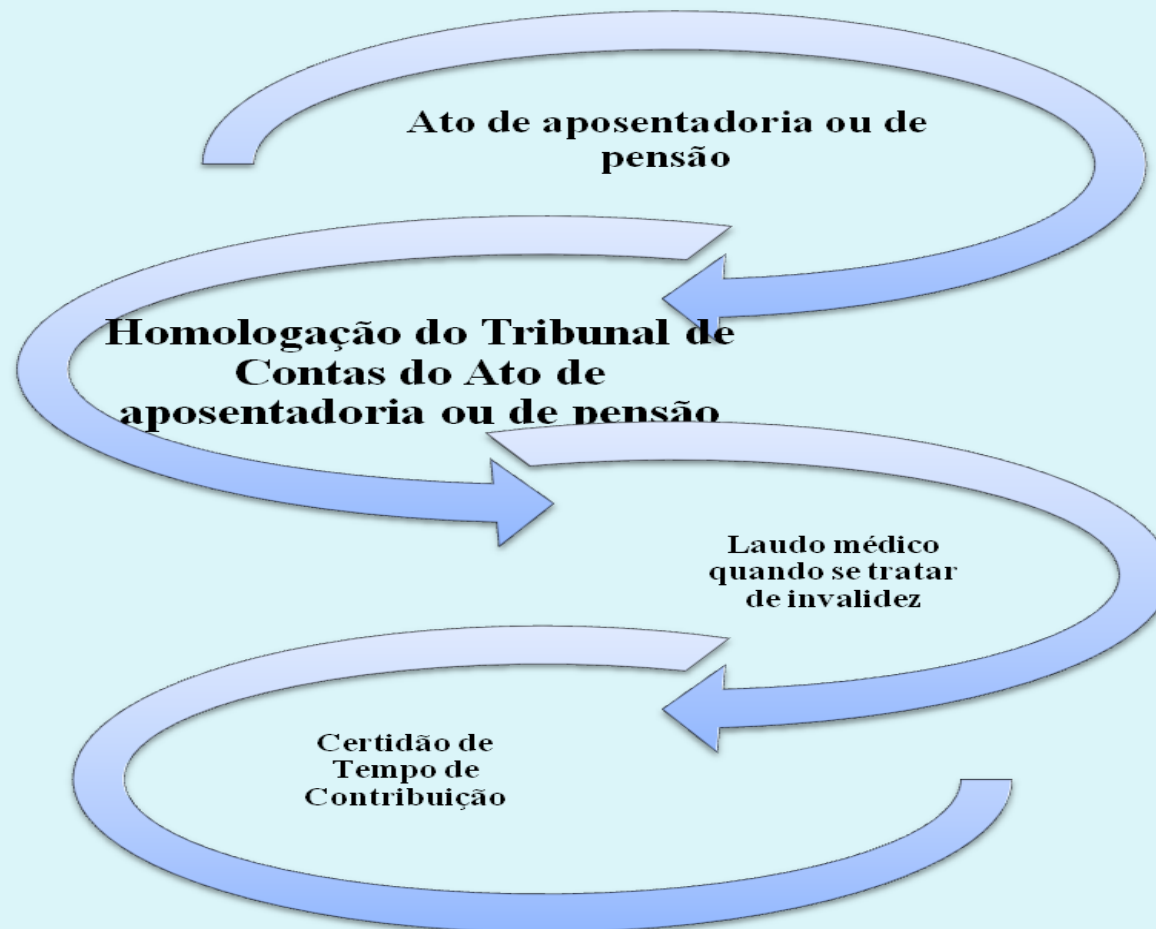 Ato de aposentadoria ou de
pensão
Homologação do Tribunal de
Contas do Ato de
aposentadoria ou de pensão
Laudo médico
quando se tratar
de invalidez
Certidão de
Tempo de
Contribuição